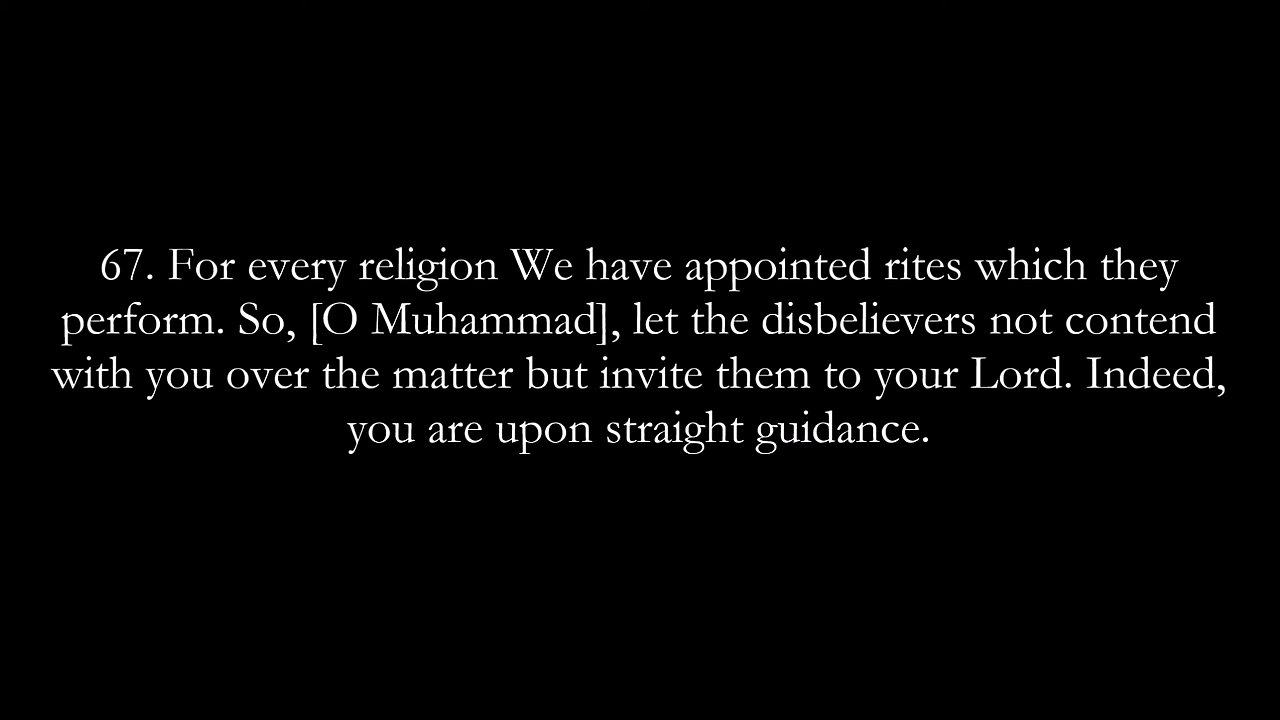 67. For every religion We have appointed rites which they
perform. So, [O Muhammad], let the disbelievers not contend
with you over the matter but invite them to your Lord. Indeed,
you are upon straight guidance.